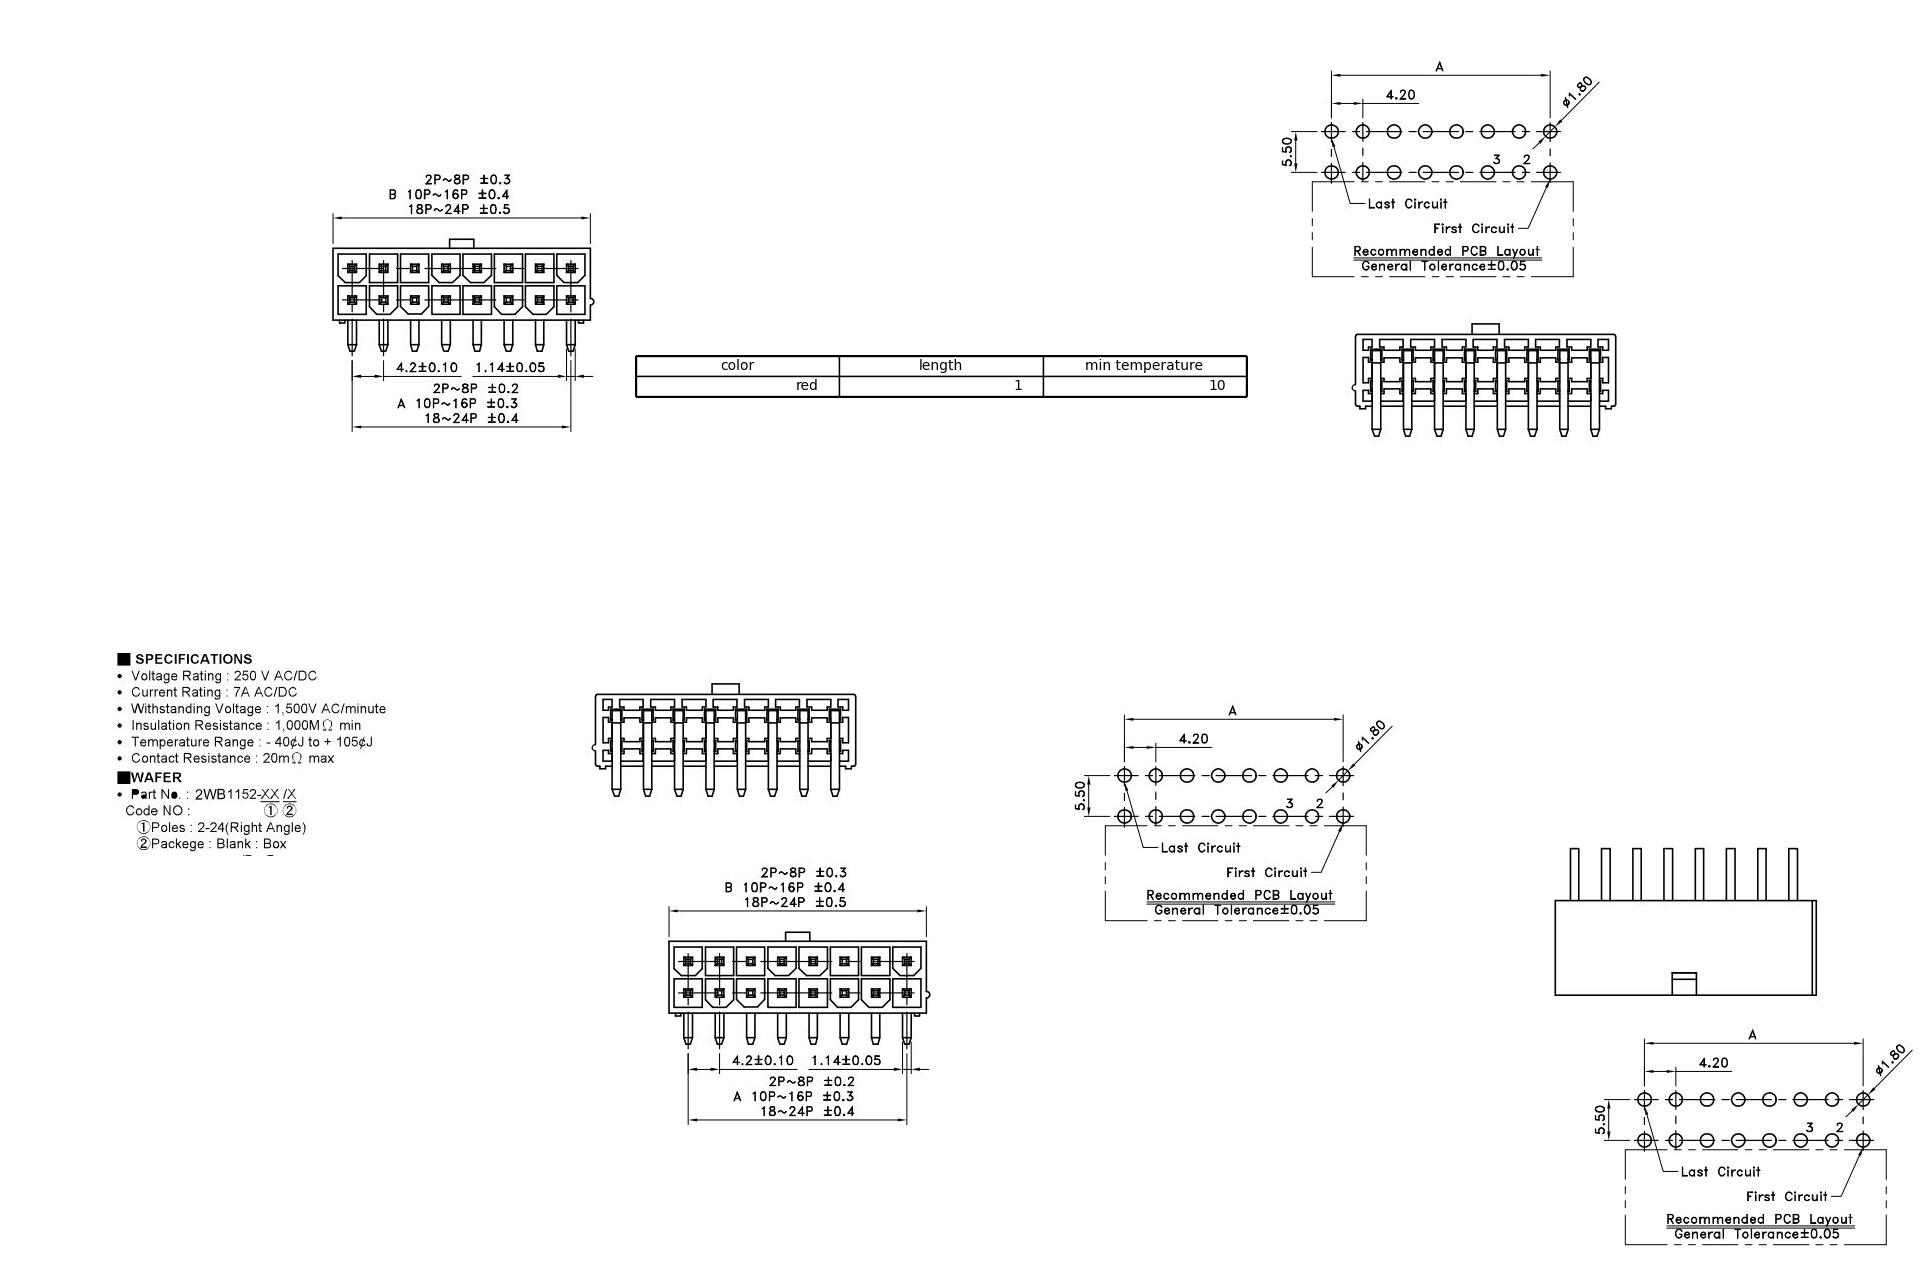 A
4.20
ø1.80
5.50
3 2
Last Circuit
First Circuit
Recommended PCB Layout
General Tolerance±0.05
2P~8P ±0.3
B 10P~16P ±0.4
18P~24P ±0.5
4.2±0.10 1.14±0.05
2P~8P ±0.2
A 10P~16P ±0.3
18~24P ±0.4
color length min temperature
red 1 10
■ SPECIFICATIONS
• Voltage Rating : 250 V AC/DC
• Current Rating : 7A AC/DC
• Withstanding Voltage : 1,500V AC/minute
• Insulation Resistance : 1,000MΩ min
• Temperature Range : - 40¢J to + 105¢J
• Contact Resistance : 20mΩ max
■WAFER
• Part No. : 2WB1152-XX /X
Code NO : ① ②
①Poles : 2-24(Right Angle)
②Packege : Blank : Box
A
4.20
ø1.80
5.50
3 2
Last Circuit
First Circuit
Recommended PCB Layout
General Tolerance±0.05
2P~8P ±0.3
B 10P~16P ±0.4
18P~24P ±0.5
4.2±0.10 1.14±0.05
2P~8P ±0.2
A 10P~16P ±0.3
18~24P ±0.4
A
4.20
ø1.80
5.50
3 2
Last Circuit
First Circuit
Recommended PCB Layout
General Tolerance±0.05